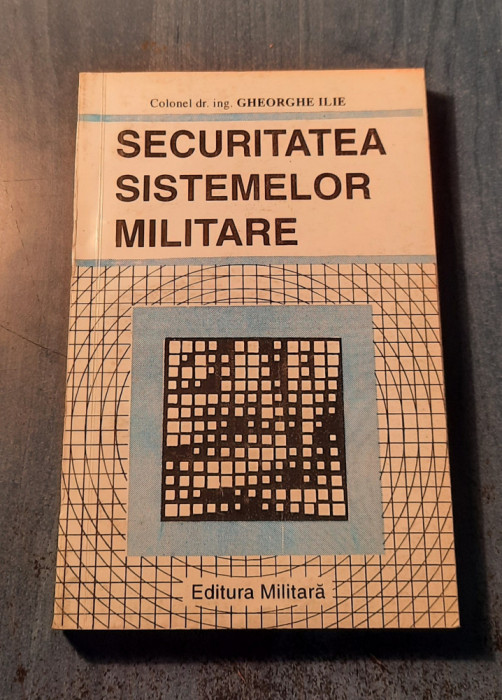 Colonel dr. ing. GHEORGHE ILIE
SECURITATEA
SISTEMELOR
MILITARE
Editura Militară